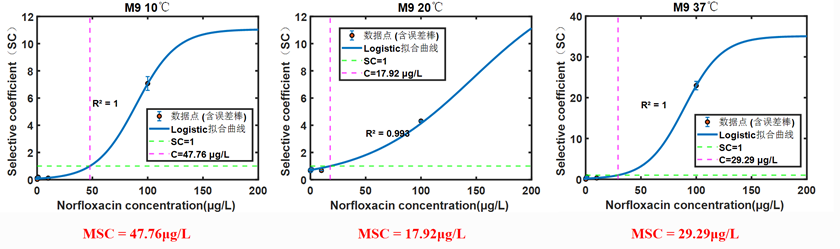 M9 10℃
Selective coefficient（SC）
12
10
8
6
4
2
0
R² = 1
数据点 (含误差棒)
Logistic拟合曲线
SC=1
C=47.76 μg/L
0 50 100 150 200
Norfloxacin concentration(μg/L)
MSC = 47.76μg/L
M9 20℃
Selective coefficient（SC）
12
10
8
6
4
2
0
数据点 (含误差棒)
Logistic拟合曲线
SC=1
C=17.92 μg/L
R² = 0.993
0 50 100 150 200
Norfloxacin concentration(μg/L)
MSC = 17.92μg/L
M9 37℃
Selective coefficient（SC）
40
30
20
10
0
R² = 1
数据点 (含误差棒)
Logistic拟合曲线
SC=1
C=29.29 μg/L
0 50 100 150 200
Norfloxacin concentration(μg/L)
MSC = 29.29μg/L